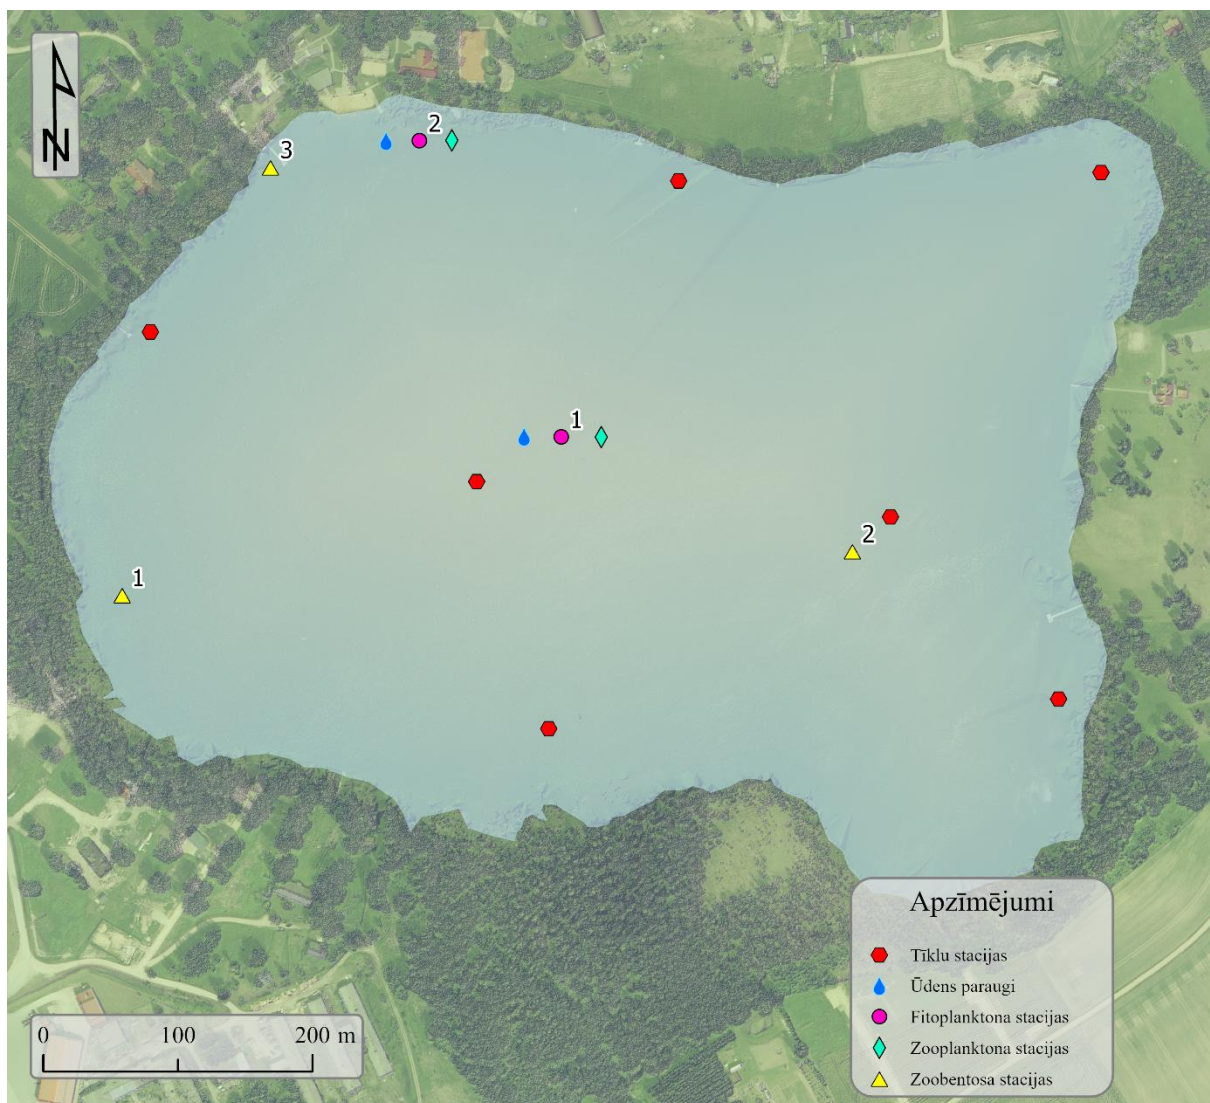 N
2
3
1
2
1
Apzīmējumi
Tīklu stacijas
Ūdens paraugi
Fitoplanktona stacijas
Zooplanktona stacijas
Zoobentosa stacijas
0 100 200 m